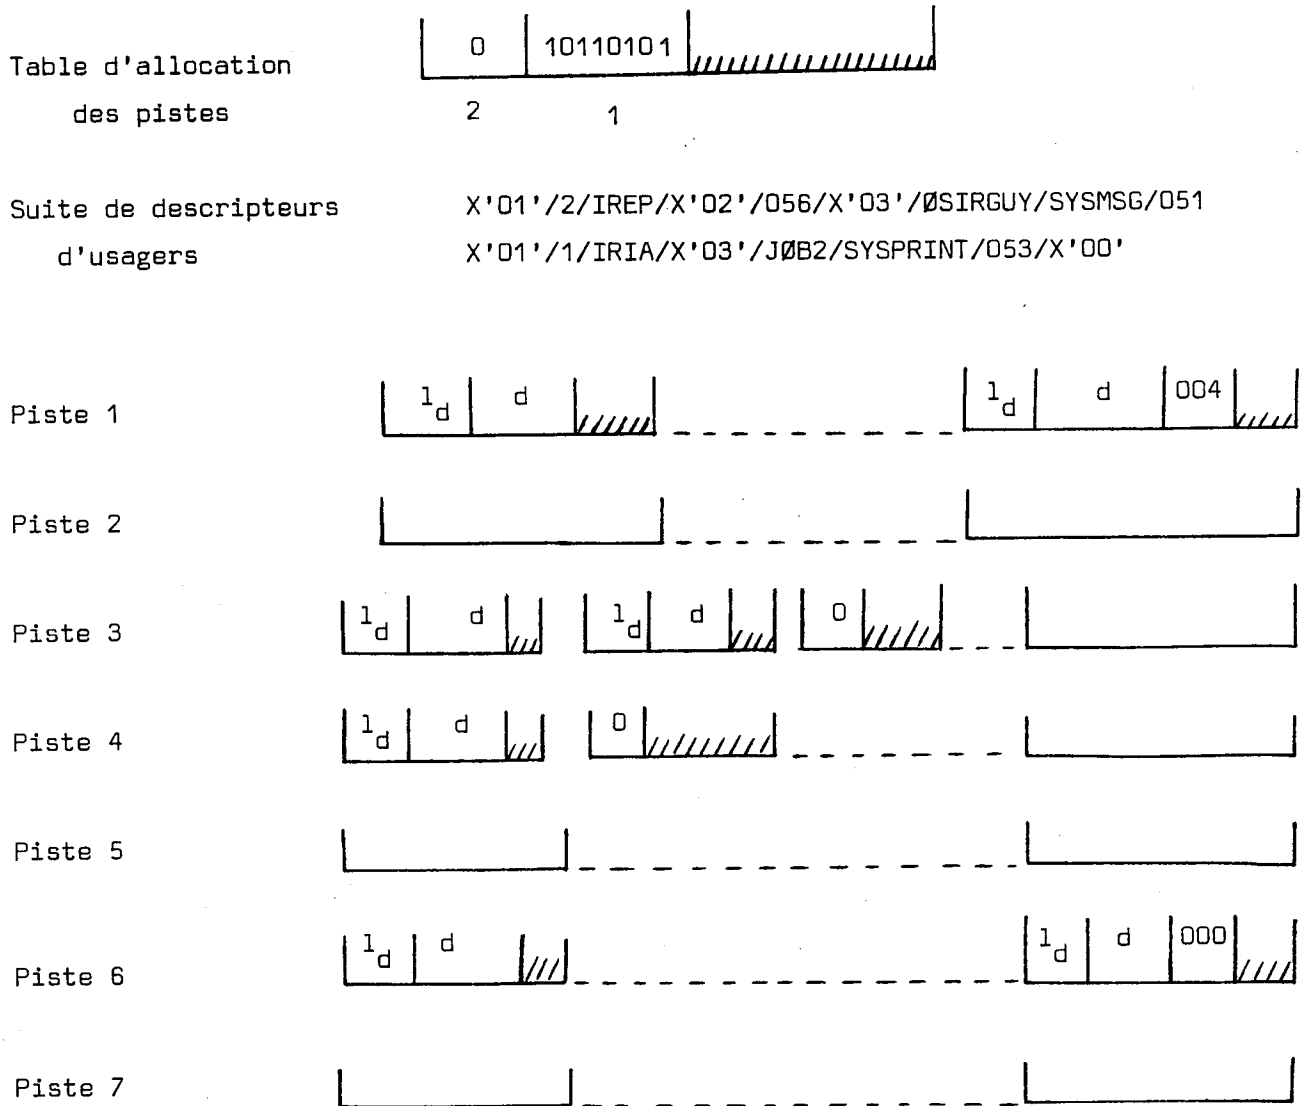 Table d'allocation
des pistes
0 10110101
2 1
Suite de descripteurs
d'usagers
X'01'/2/IREP/X'02'/056/X'03'/ØSIRGUY/SYSMSG/051
X'01'/1/IRIA/X'03'/JØB2/SYSPRINT/053/X'00'
Piste 1 l_d d l_d d 004
Piste 2
Piste 3 l_d d l_d d 0
Piste 4 l_d d 0
Piste 5
Piste 6 l_d d l_d d 000
Piste 7